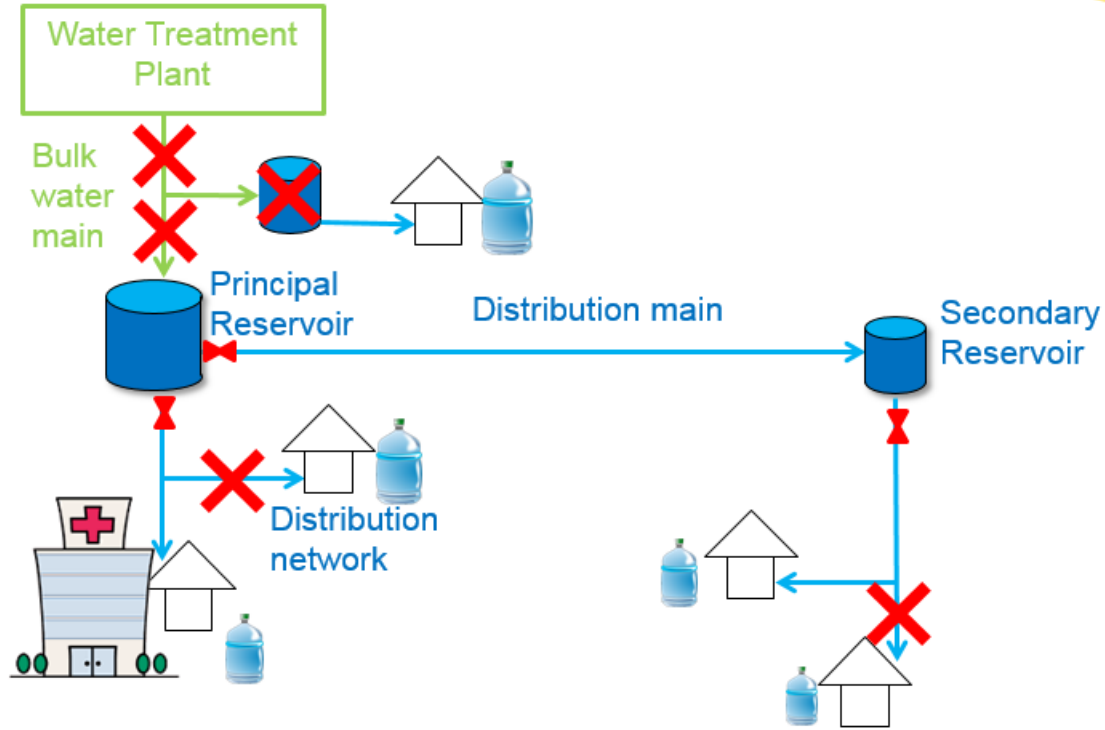 Water Treatment
Plant
Bulk
water
main
Principal
Reservoir
Distribution main
Secondary
Reservoir
Distribution
network